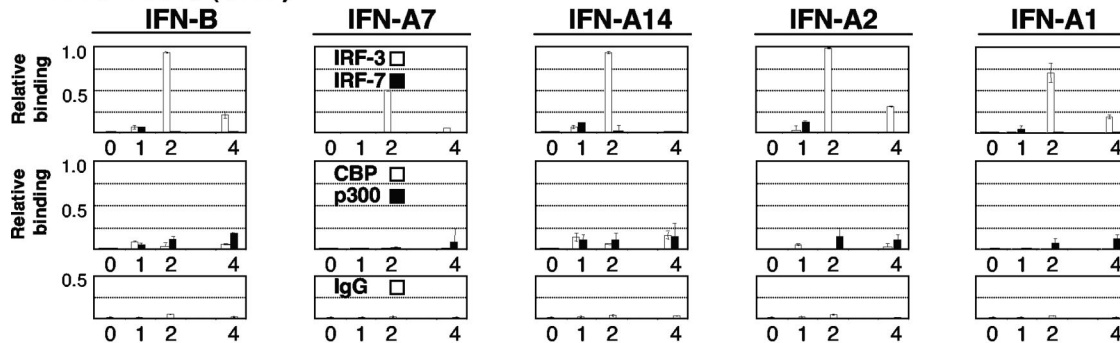 IFN-B IFN-A7 IFN-A14 IFN-A2 IFN-A1
Relative binding
1.0
0.5
IRF-3
IRF-7
0 1 2 4 0 1 2 4 0 1 2 4 0 1 2 4 0 1 2 4
Relative binding
1.0
0.5
CBP
p300
0 1 2 4 0 1 2 4 0 1 2 4 0 1 2 4 0 1 2 4
0.5
IgG
0 1 2 4 0 1 2 4 0 1 2 4 0 1 2 4 0 1 2 4